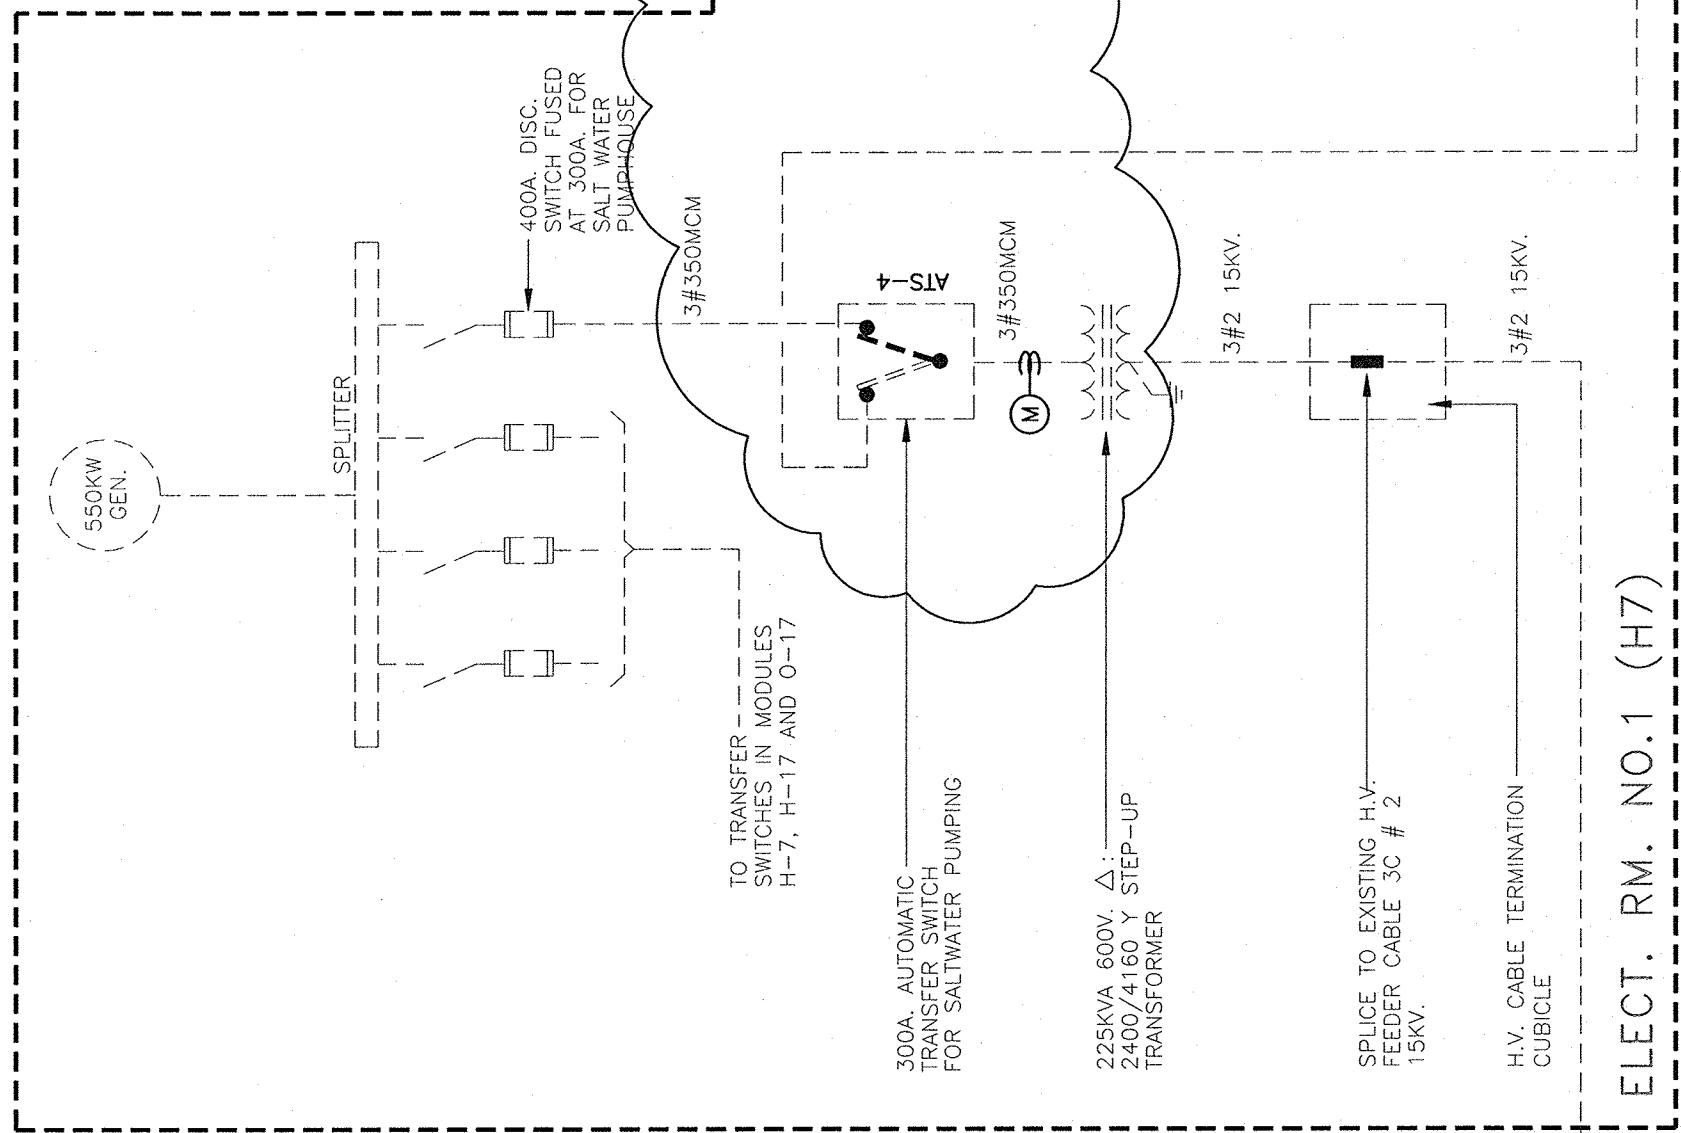 550KW
GEN.
SPLITTER
400A. DISC.
SWITCH FUSED
AT 300A. FOR
SALT WATER
PUMPHOUSE
3#350MCM
TO TRANSFER
SWITCHES IN MODULES
H-7, H-17 AND O-17
ATS-4
300A. AUTOMATIC
TRANSFER SWITCH
FOR SALTWATER PUMPING
3#350MCM
M
225KVA 600V. Δ:
2400/4160 Y STEP-UP
TRANSFORMER
3#2 15KV.
SPLICE TO EXISTING H.V.
FEEDER CABLE 3C # 2
15KV.
3#2 15KV.
H.V. CABLE TERMINATION
CUBICLE
ELECT. RM. NO.1 (H7)